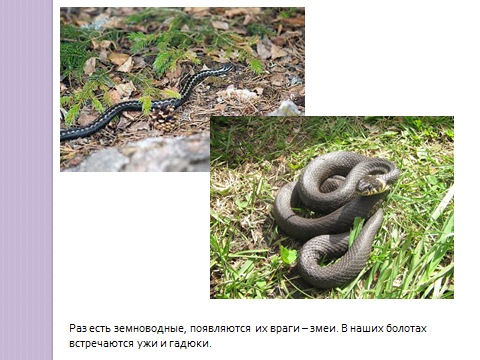 Раз есть земноводные, появляются их враги – змеи. В наших болотах
встречаются ужи и гадюки.